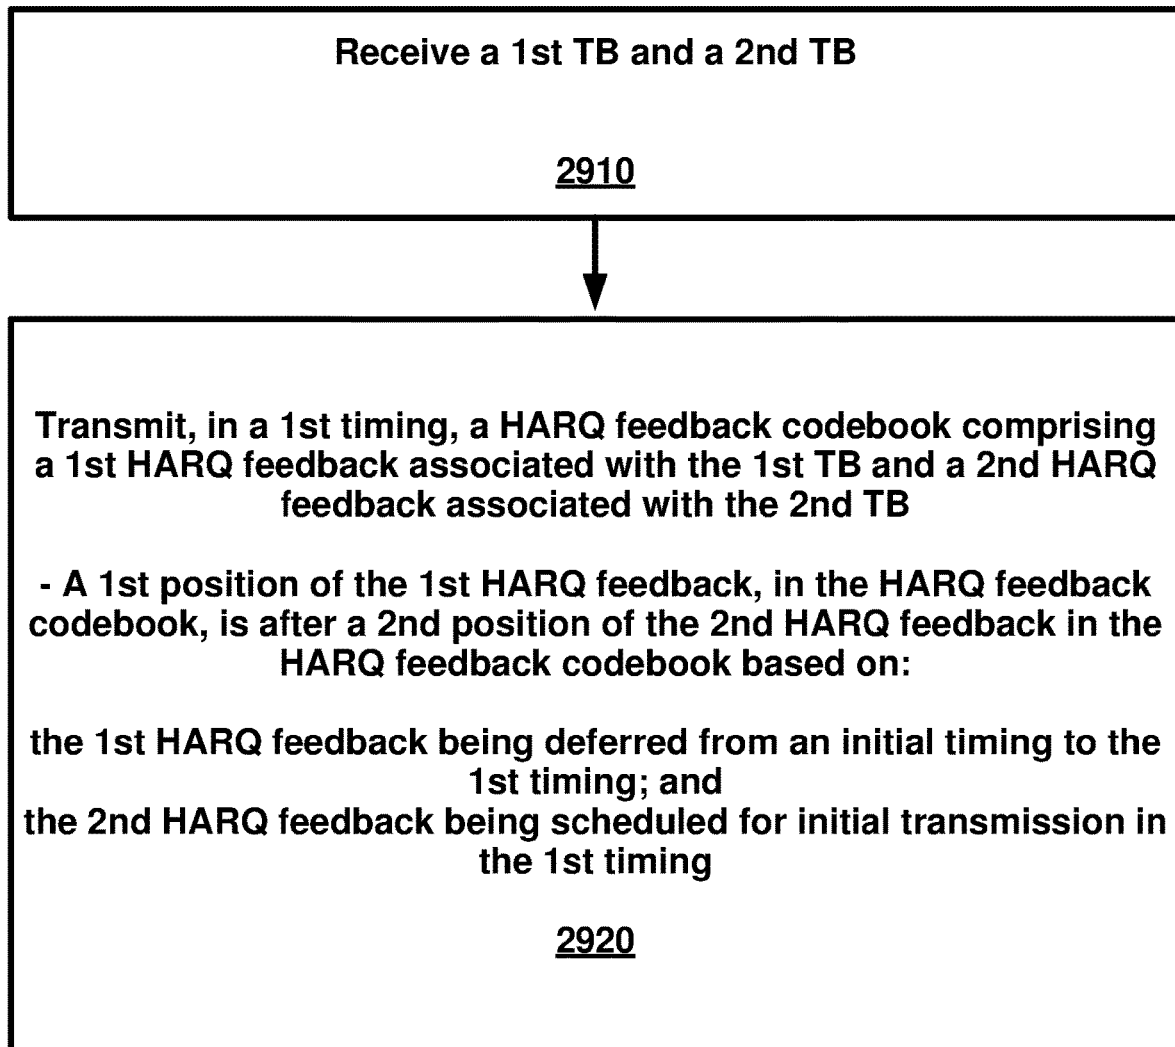 Receive a 1st TB and a 2nd TB
2910
Transmit, in a 1st timing, a HARQ feedback codebook comprising
a 1st HARQ feedback associated with the 1st TB and a 2nd HARQ
feedback associated with the 2nd TB
- A 1st position of the 1st HARQ feedback, in the HARQ feedback
codebook, is after a 2nd position of the 2nd HARQ feedback in the
HARQ feedback codebook based on:
the 1st HARQ feedback being deferred from an initial timing to the
1st timing; and
the 2nd HARQ feedback being scheduled for initial transmission in
the 1st timing
2920